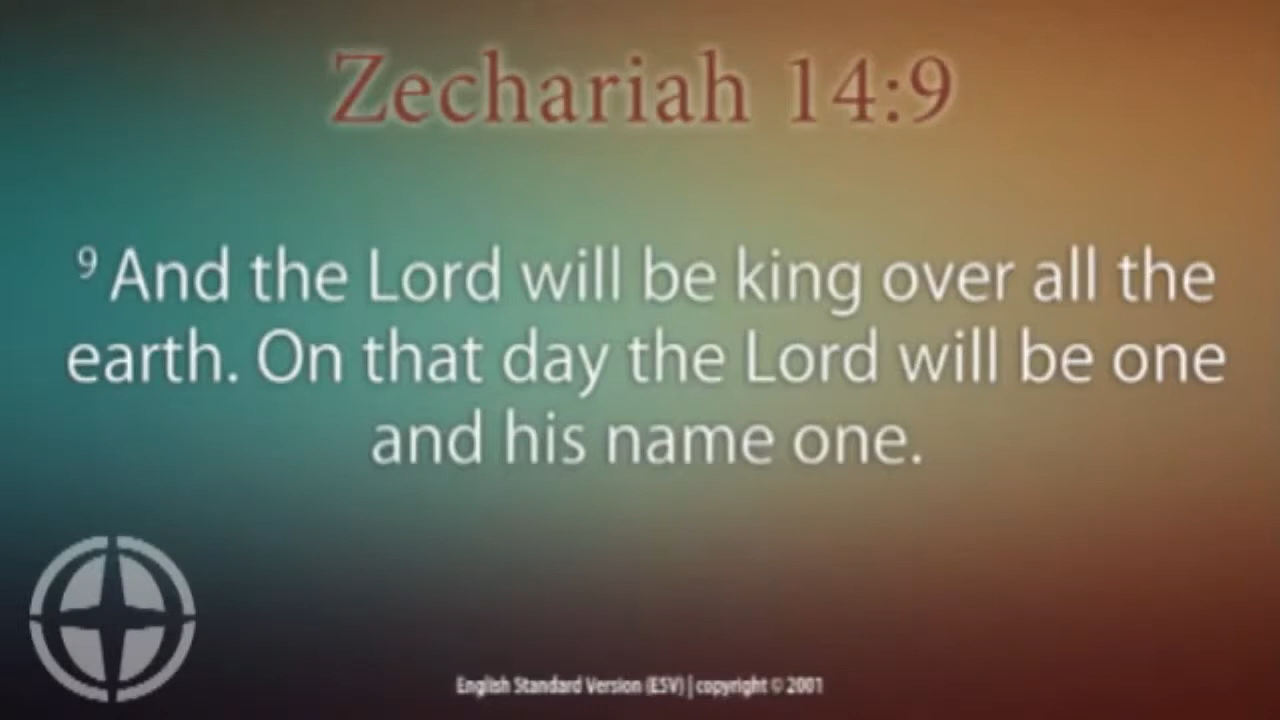 Zechariah 14:9
9 And the Lord will be king over all the
earth. On that day the Lord will be one
and his name one.
English Standard Version (ESV) | copyright © 2001